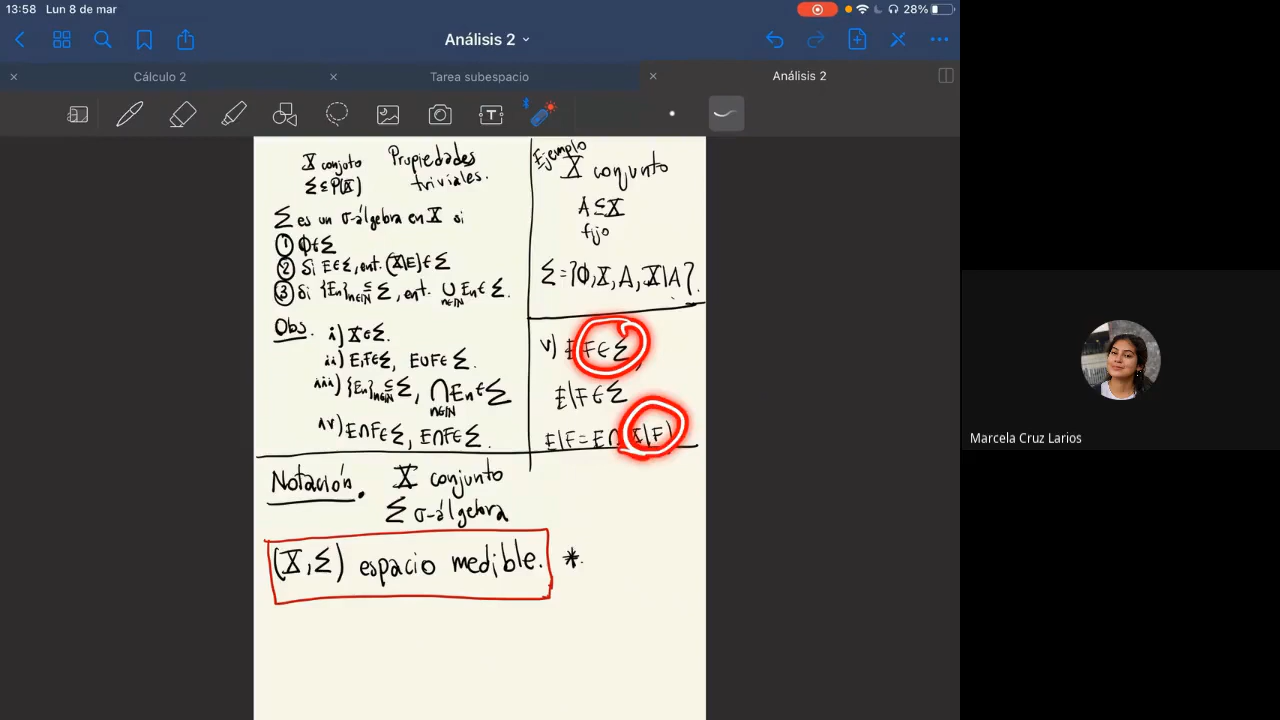 13:58 Lun 8 de mar
28%
Análisis 2
Cálculo 2
Tarea subespacio
Análisis 2
X conjuto
Σ⊆P(X)
Propiedades
triviales.
Σ es un σ-álgebra en X si
① ∅∈Σ
② Si E∈Σ, ent. (X\E)∈Σ
③ Si {En}n∈ℕ⊆Σ, ent. ∪n∈ℕ En∈Σ.
Obs. i) X∈Σ.
ii) E,F∈Σ, E∪F∈Σ.
iii) {En}n∈ℕ⊆Σ, ⋂n∈ℕ En∈Σ
iv) E∩F∈Σ, E∩F∈Σ.
Ejemplo
X conjunto
A⊆X
fijo
Σ={∅,X,A,X\A}.
v) E F∈Σ,
E\F∈Σ
E\F=E∩X\F)
Notación. X conjunto
Σ σ-álgebra
(X,Σ) espacio medible. *
Marcela Cruz Larios